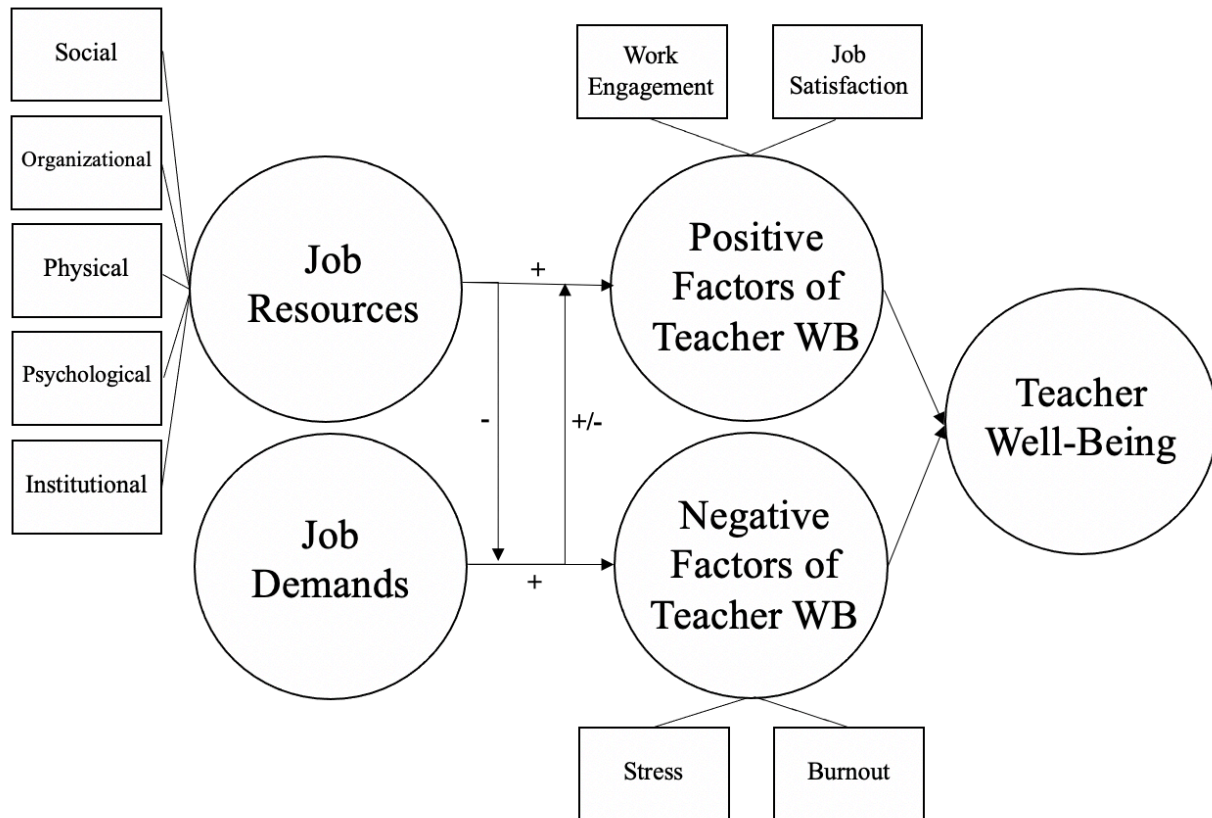 Social
Organizational
Physical
Psychological
Institutional
Job
Resources
Job
Demands
+
-
+/-
+
Work
Engagement
Job
Satisfaction
Positive
Factors of
Teacher WB
Negative
Factors of
Teacher WB
Stress
Burnout
Teacher
Well-Being